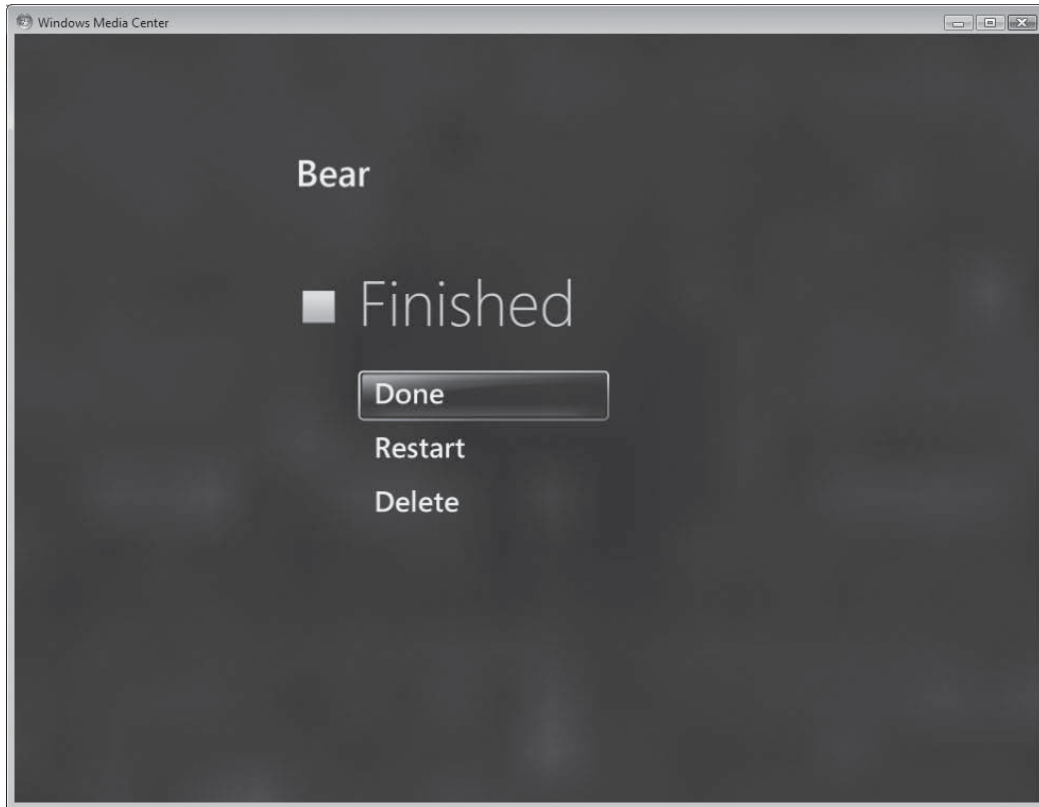 Windows Media Center
Bear
Finished
Done
Restart
Delete